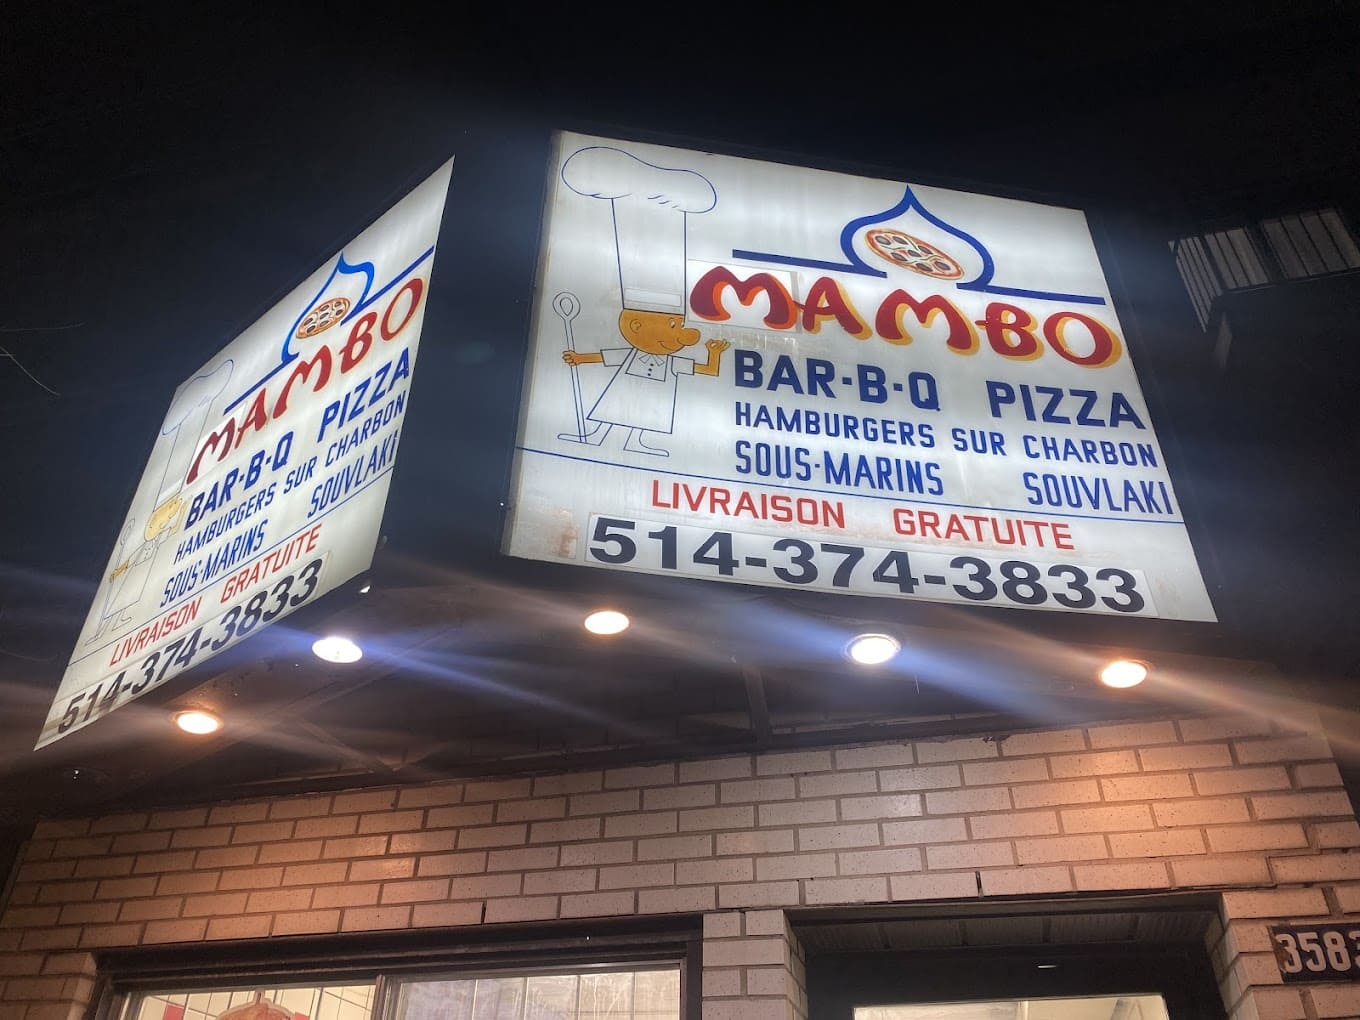 MAMBO
BAR-B-Q PIZZA
HAMBURGERS SUR CHARBON
SOUS-MARINS SOUVLAKI
LIVRAISON GRATUITE
514-374-3833
MAMBO
BAR-B-Q PIZZA
HAMBURGERS SUR CHARBON
SOUS-MARINS SOUVLAKI
LIVRAISON GRATUITE
514-374-3833
3583